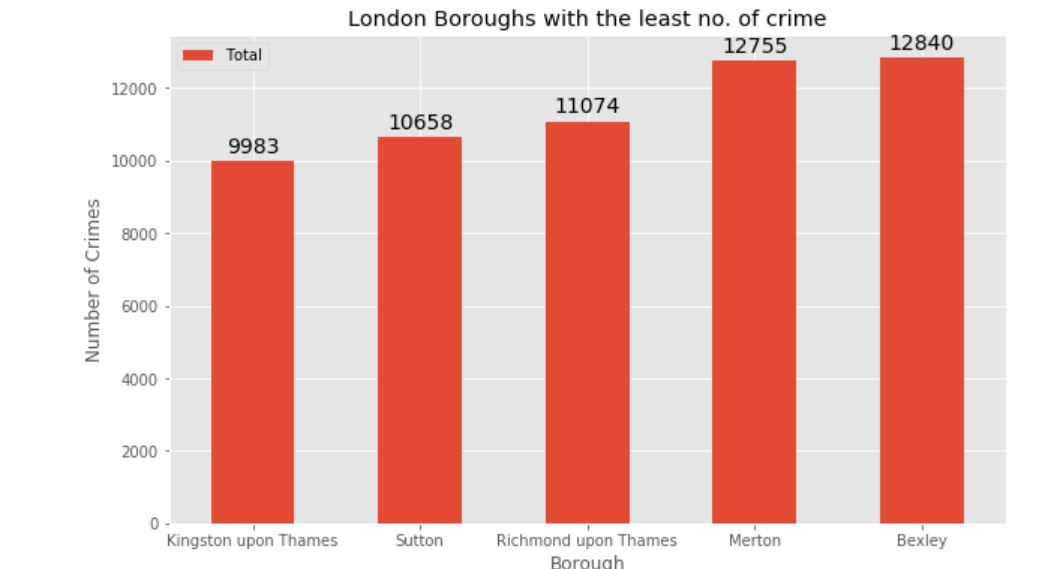 London Boroughs with the least no. of crime
Total
12755
12840
11074
10658
9983
12000
10000
8000
6000
4000
2000
0
Number of Crimes
Kingston upon Thames
Sutton
Richmond upon Thames
Merton
Bexley
Borough